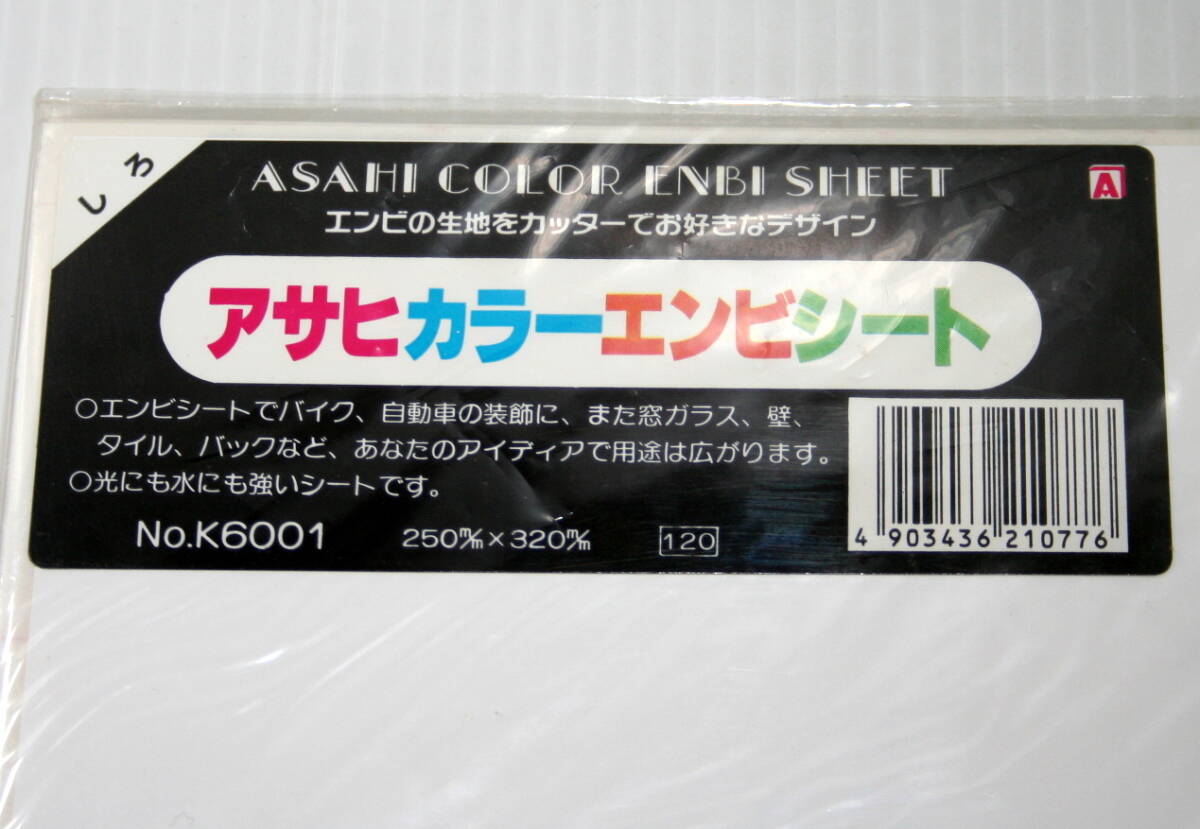 しろ
ASAHI COLOR ENBI SHEET
A
エンビの生地をカッターでお好きなデザイン
アサヒカラーエンビシート
○エンビシートでバイク、自動車の装飾に、また窓ガラス、壁、
タイル、バックなど、あなたのアイディアで用途は広がります。
○光にも水にも強いシートです。
No.K6001 250㎜×320㎜ 120
4 903436 210776